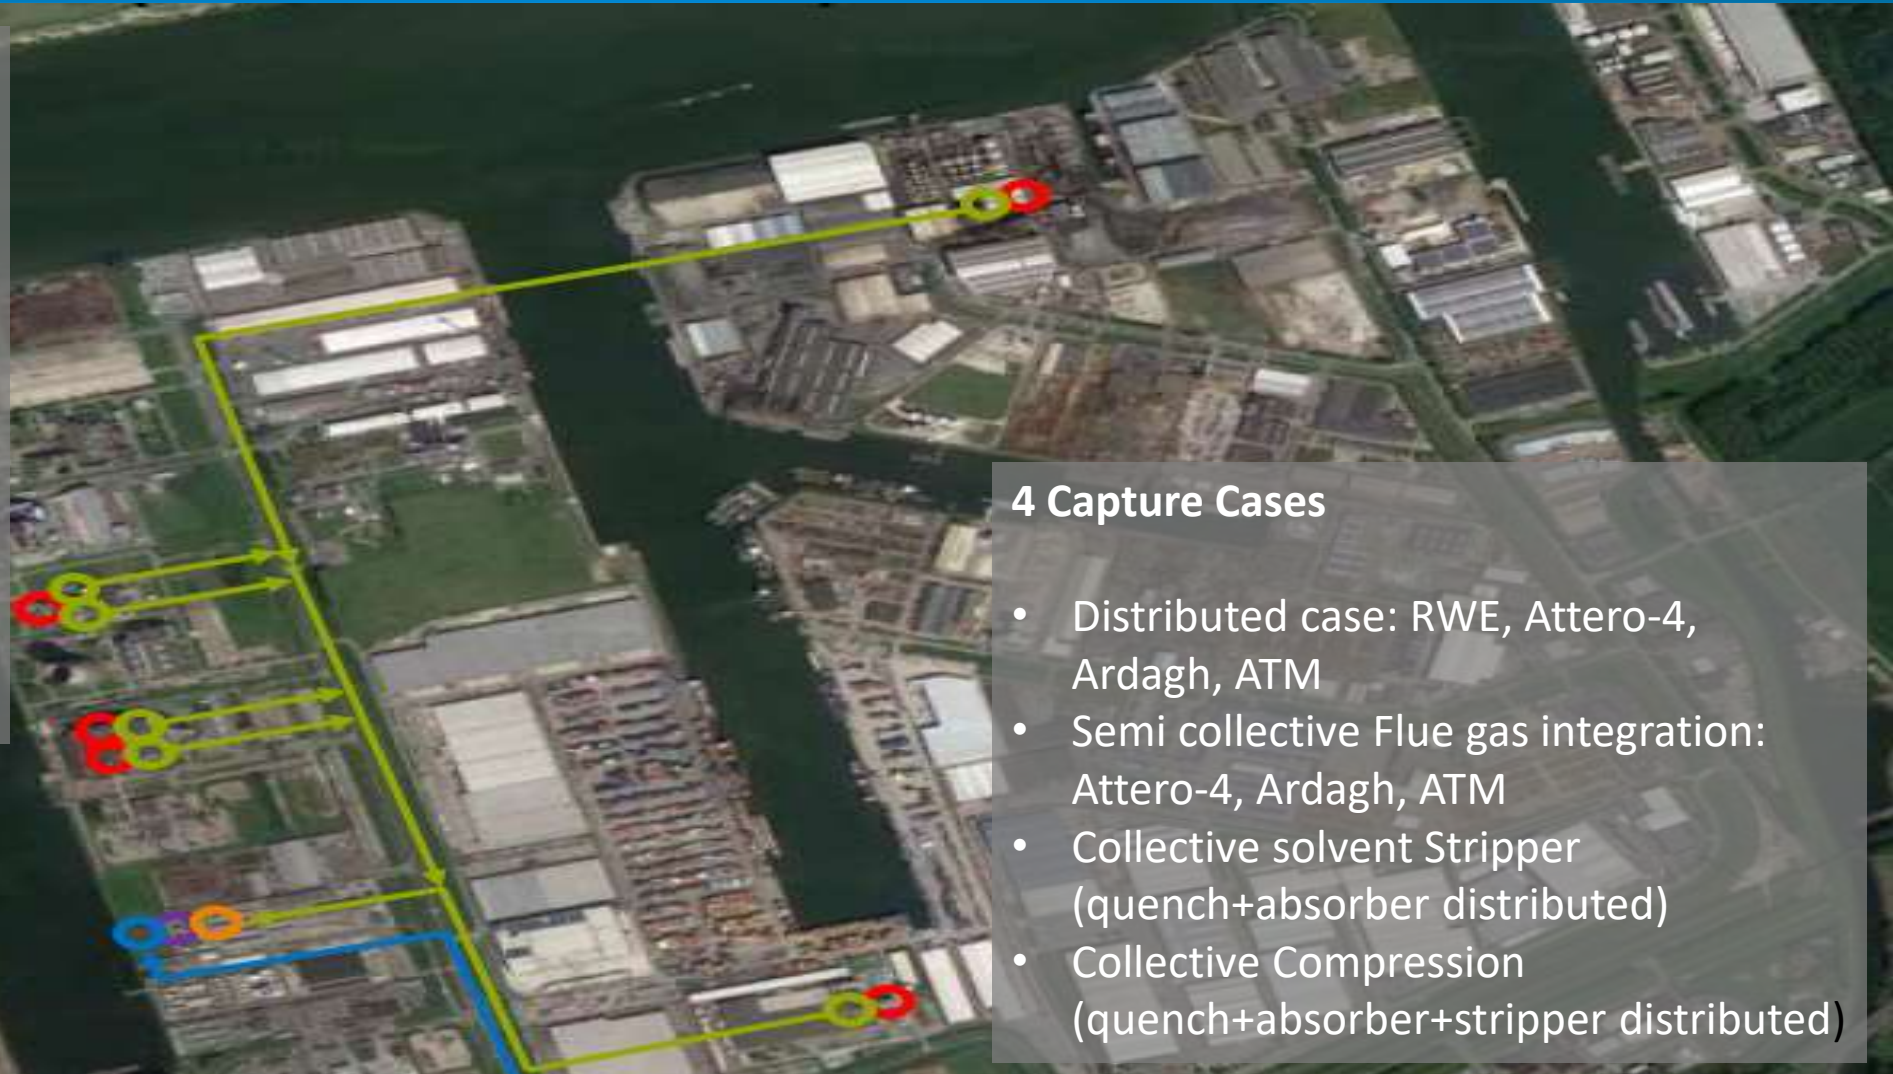 4 Capture Cases
• Distributed case: RWE, Attero-4,
Ardagh, ATM
• Semi collective Flue gas integration:
Attero-4, Ardagh, ATM
• Collective solvent Stripper
(quench+absorber distributed)
• Collective Compression
(quench+absorber+stripper distributed)